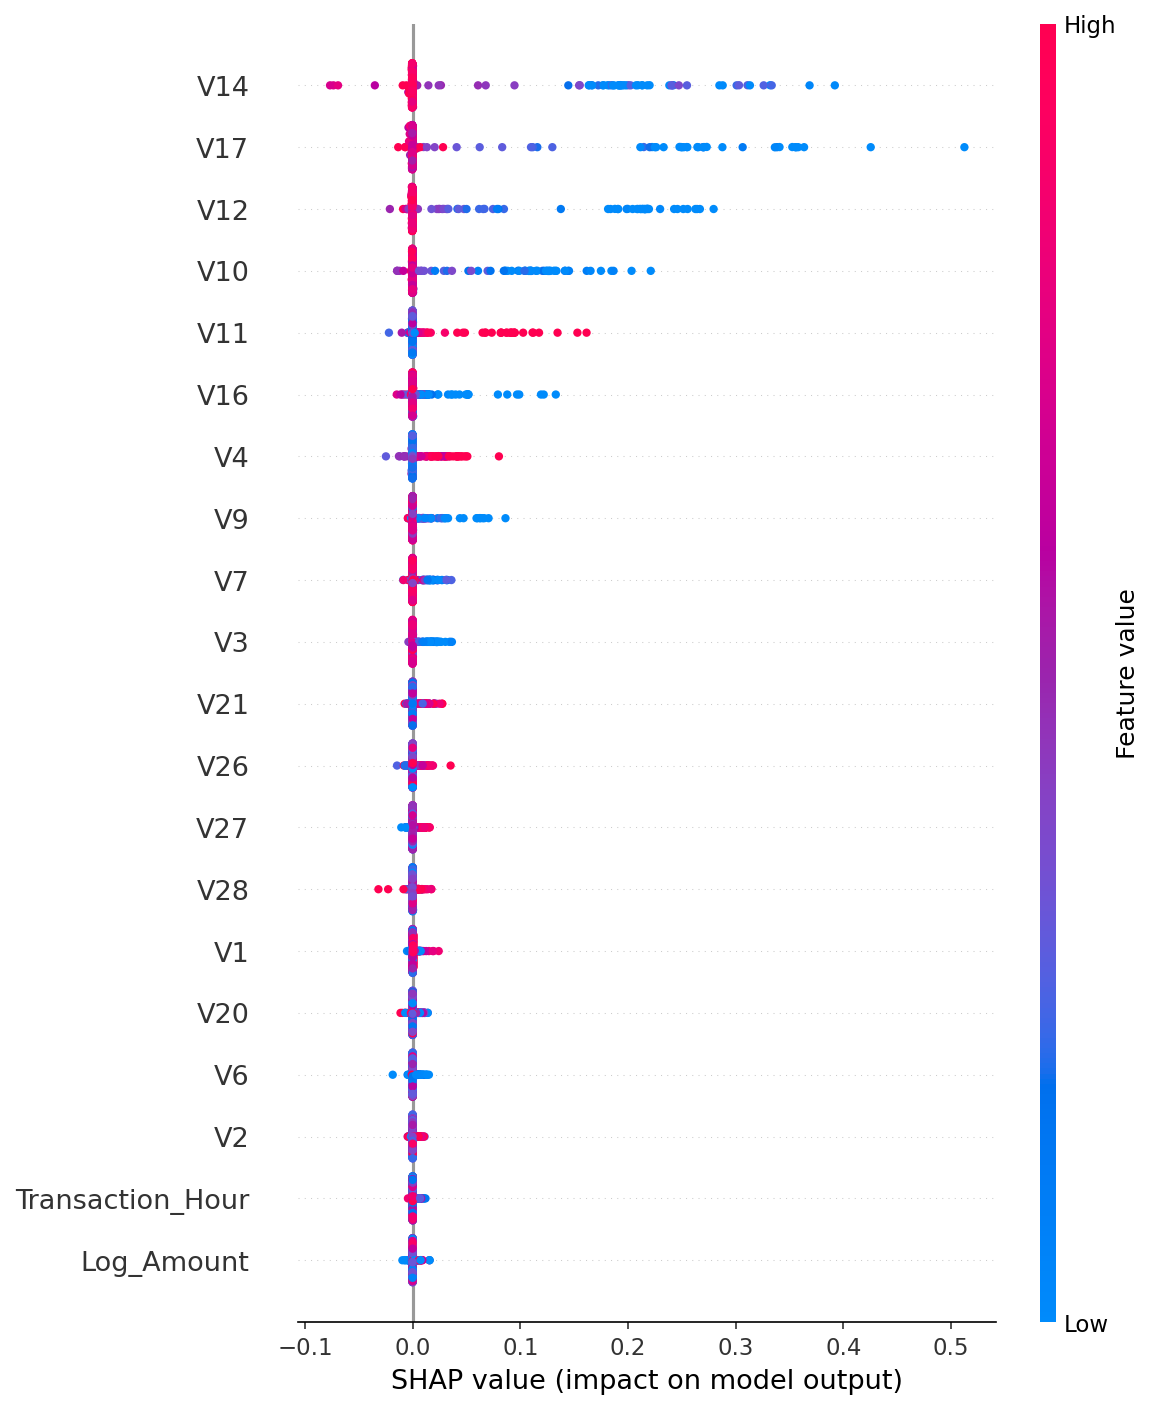 High
V14
V17
V12
V10
V11
V16
V4
V9
V7
V3
V21
V26
V27
V28
V1
V20
V6
V2
Transaction_Hour
Log_Amount
Feature value
Low
−0.1 0.0 0.1 0.2 0.3 0.4 0.5
SHAP value (impact on model output)